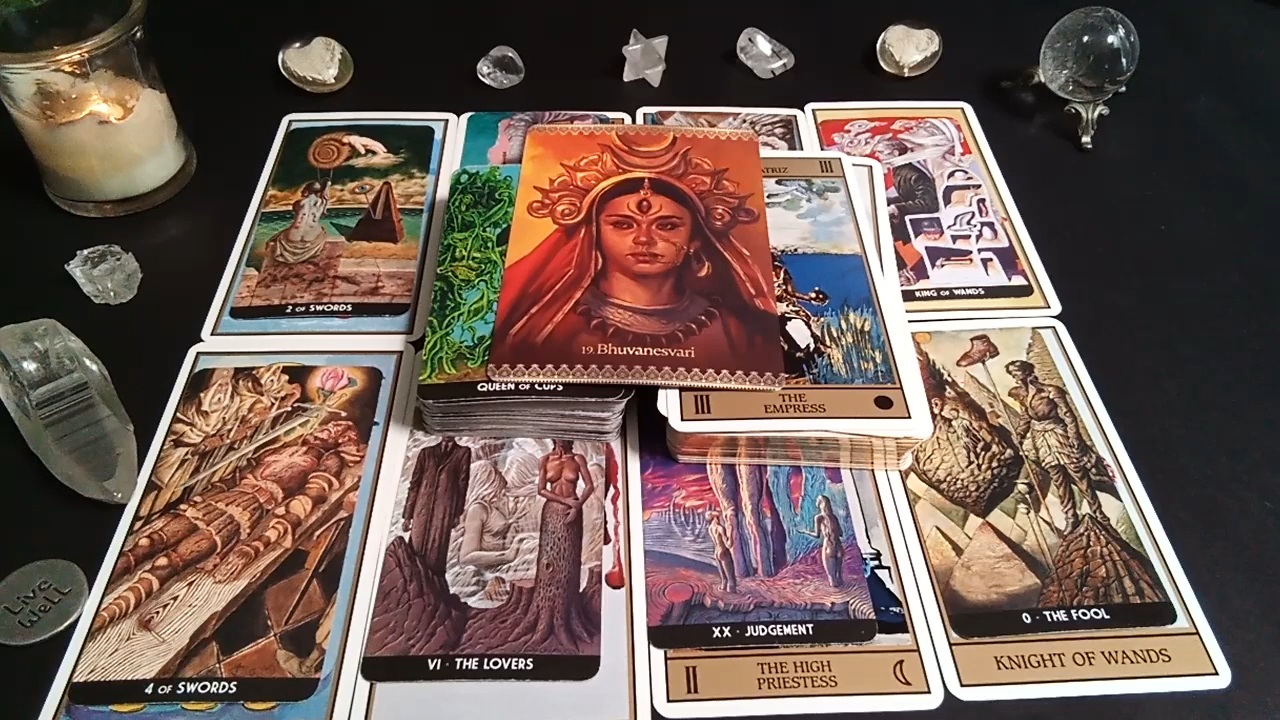 2 OF SWORDS
KING OF WANDS
19. Bhuvanesvari
QUEEN OF CUPS
III
III
THE
EMPRESS
Live
Well
4 OF SWORDS
VI · THE LOVERS
XX · JUDGEMENT
II
THE HIGH
PRIESTESS
0 · THE FOOL
KNIGHT OF WANDS